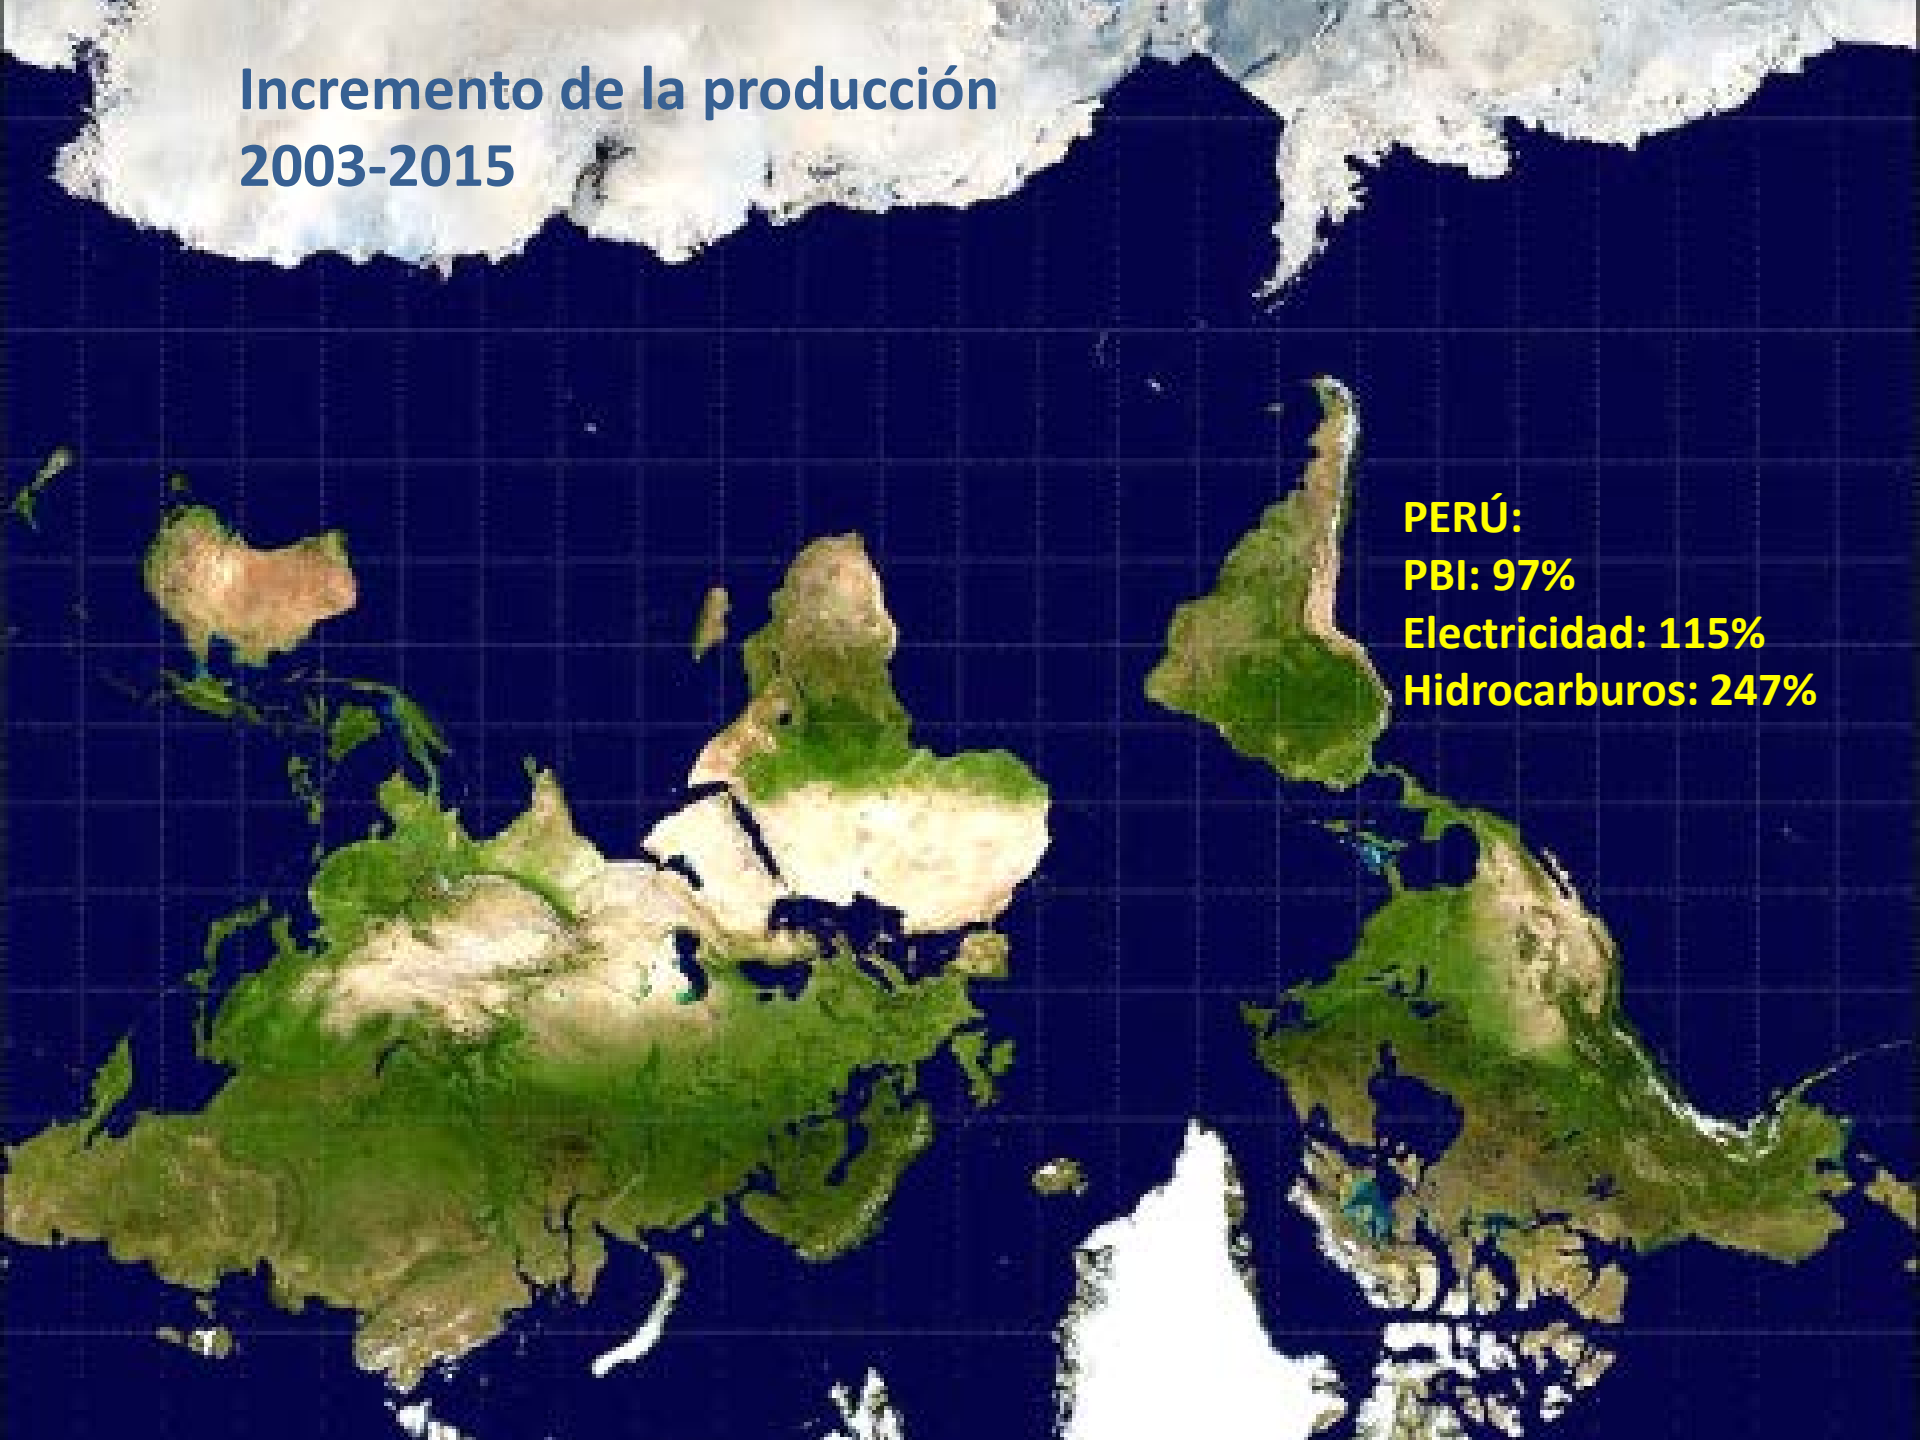 Incremento de la producción
2003-2015
PERÚ:
PBI: 97%
Electricidad: 115%
Hidrocarburos: 247%